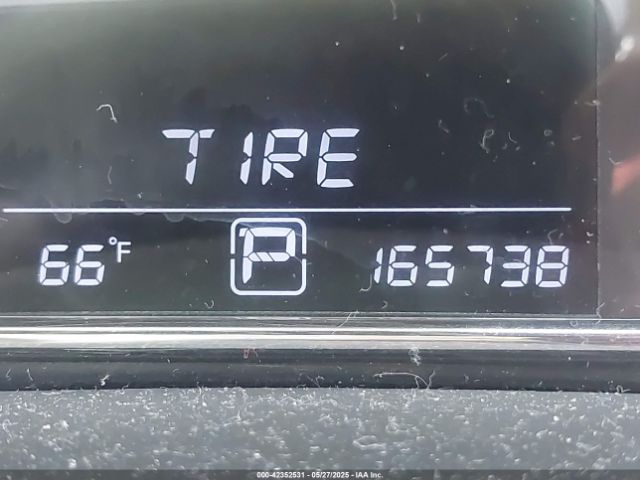 TIRE
66°F P 165738
000-42352531 - 05/27/2025 - IAA Inc.